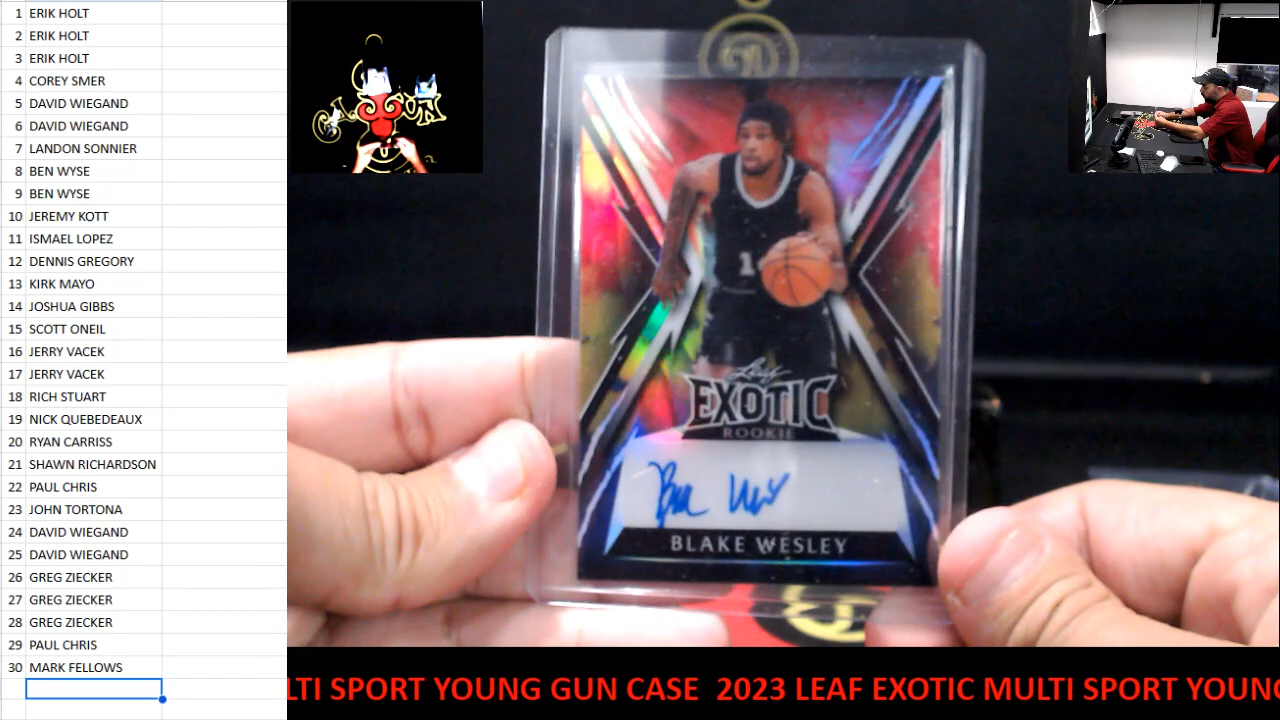 1 ERIK HOLT
2 ERIK HOLT
3 ERIK HOLT
4 COREY SMER
5 DAVID WIEGAND
6 DAVID WIEGAND
7 LANDON SONNIER
8 BEN WYSE
9 BEN WYSE
10 JEREMY KOTT
11 ISMAEL LOPEZ
12 DENNIS GREGORY
13 KIRK MAYO
14 JOSHUA GIBBS
15 SCOTT ONEIL
16 JERRY VACEK
17 JERRY VACEK
18 RICH STUART
19 NICK QUEBEDEAUX
20 RYAN CARRISS
21 SHAWN RICHARDSON
22 PAUL CHRIS
23 JOHN TORTONA
24 DAVID WIEGAND
25 DAVID WIEGAND
26 GREG ZIECKER
27 GREG ZIECKER
28 GREG ZIECKER
29 PAUL CHRIS
30 MARK FELLOWS
Leaf
EXOTIC
ROOKIE
BLAKE WESLEY
LTI SPORT YOUNG GUN CASE 2023 LEAF EXOTIC MULTI SPORT YOUNG